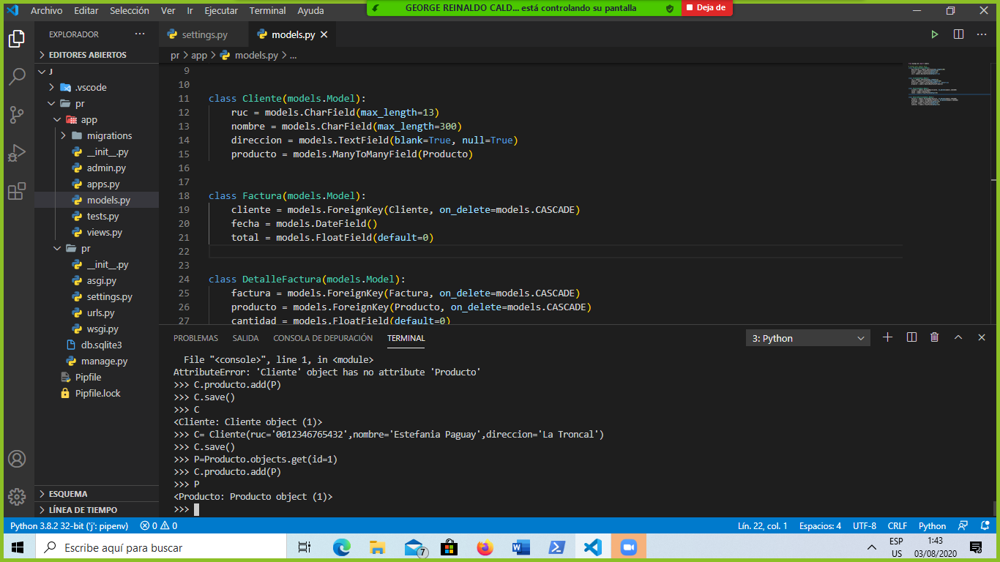 Archivo Editar Selección Ver Ir Ejecutar Terminal Ayuda
GEORGE REINALDO CALD... está controlando su pantalla
Deja de
EXPLORADOR
EDITORES ABIERTOS
J
.vscode
pr
app
migrations
__init__.py
admin.py
apps.py
models.py
tests.py
views.py
pr
__init__.py
asgi.py
settings.py
urls.py
wsgi.py
db.sqlite3
manage.py
Pipfile
Pipfile.lock
ESQUEMA
LÍNEA DE TIEMPO
settings.py models.py
pr > app > models.py > ...
9
10
11 class Cliente(models.Model):
12 ruc = models.CharField(max_length=13)
13 nombre = models.CharField(max_length=300)
14 direccion = models.TextField(blank=True, null=True)
15 producto = models.ManyToManyField(Producto)
16
17
18 class Factura(models.Model):
19 cliente = models.ForeignKey(Cliente, on_delete=models.CASCADE)
20 fecha = models.DateField()
21 total = models.FloatField(default=0)
22
23
24 class DetalleFactura(models.Model):
25 factura = models.ForeignKey(Factura, on_delete=models.CASCADE)
26 producto = models.ForeignKey(Producto, on_delete=models.CASCADE)
27 cantidad = models.FloatField(default=0)
PROBLEMAS SALIDA CONSOLA DE DEPURACIÓN TERMINAL
3: Python
File "<console>", line 1, in <module>
AttributeError: 'Cliente' object has no attribute 'Producto'
>>> C.producto.add(P)
>>> C.save()
>>> C
<Cliente: Cliente object (1)>
>>> C= Cliente(ruc='0012346765432',nombre='Estefania Paguay',direccion='La Troncal')
>>> C.save()
>>> P=Producto.objects.get(id=1)
>>> C.producto.add(P)
>>> P
<Producto: Producto object (1)>
>>>
Python 3.8.2 32-bit ('j': pipenv) 0 0
Lín. 22, col. 1 Espacios: 4 UTF-8 CRLF Python
Escribe aquí para buscar
7
ESP
US
1:43
03/08/2020